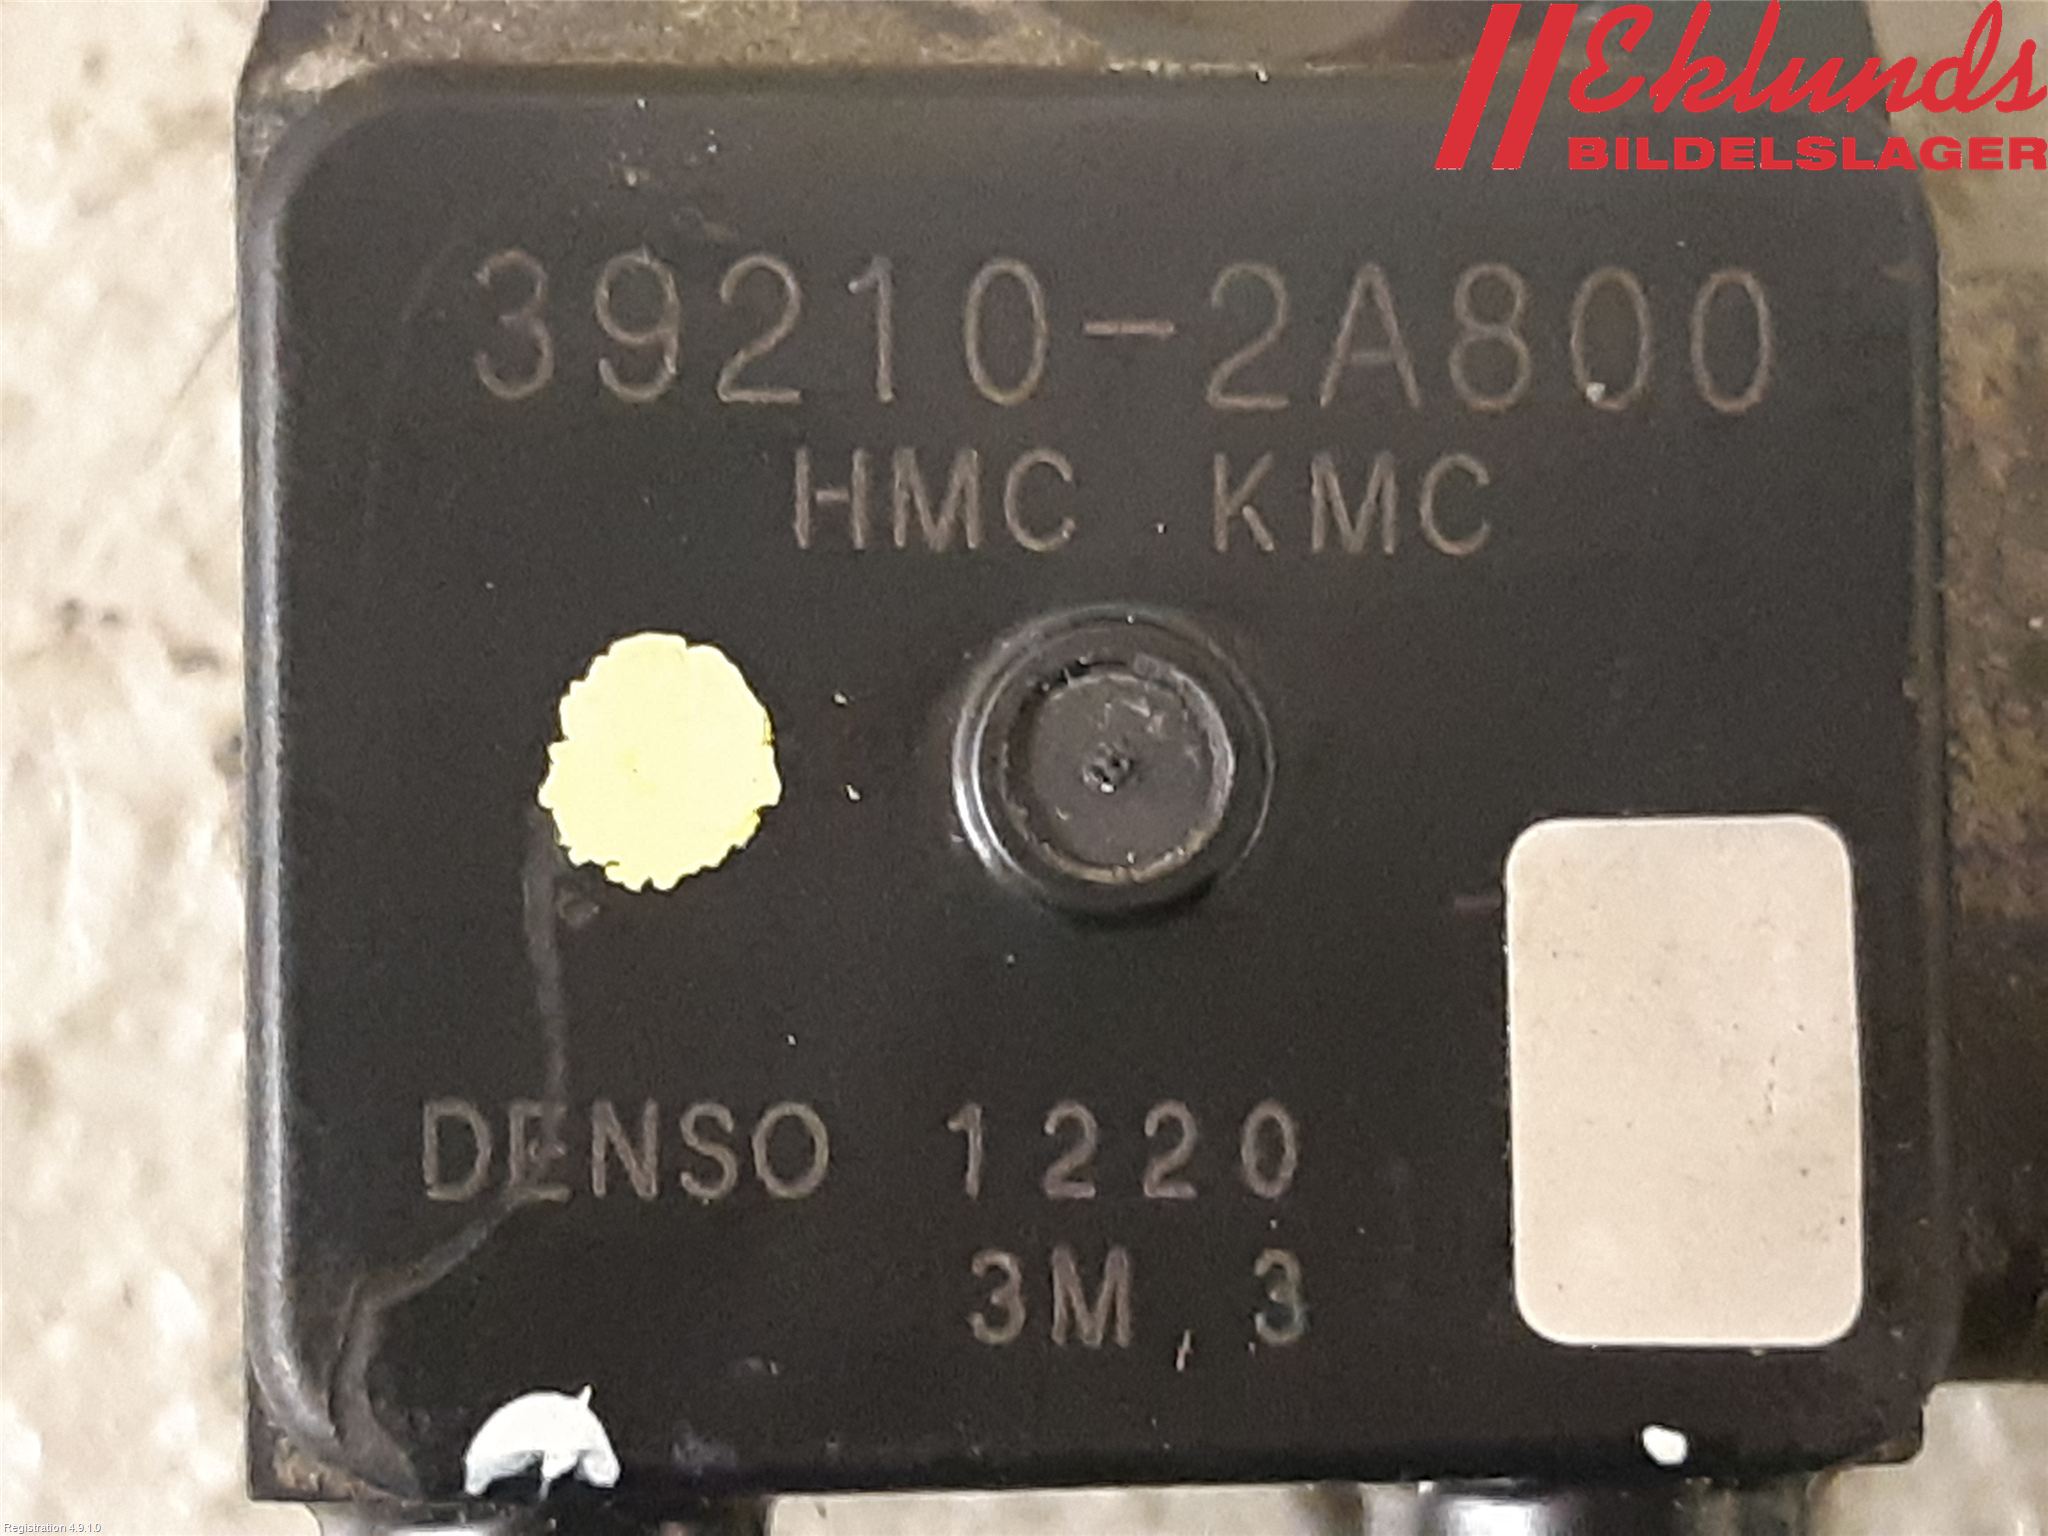 Eklunds
BILDELSLAGER
39210-2A800
HMC KMC
DENSO 1220
3M 3
Registration 4.9.1.0